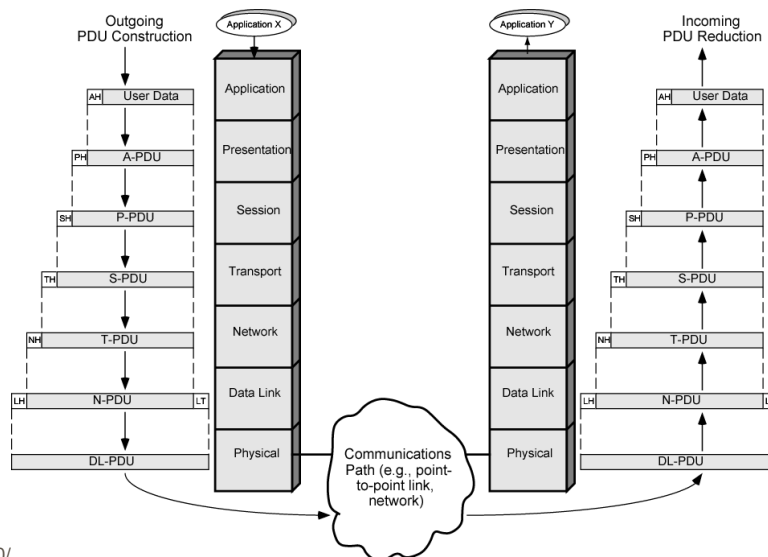 Outgoing
PDU Construction
Application X
Application Y
Incoming
PDU Reduction
AH User Data
Application
Application
AH User Data
PH A-PDU
Presentation
Presentation
PH A-PDU
SH P-PDU
Session
Session
SH P-PDU
TH S-PDU
Transport
Transport
TH S-PDU
NH T-PDU
Network
Network
NH T-PDU
LH N-PDU LT
Data Link
Data Link
LH N-PDU
DL-PDU
Physical
Communications
Path (e.g., point-
to-point link,
network)
Physical
DL-PDU